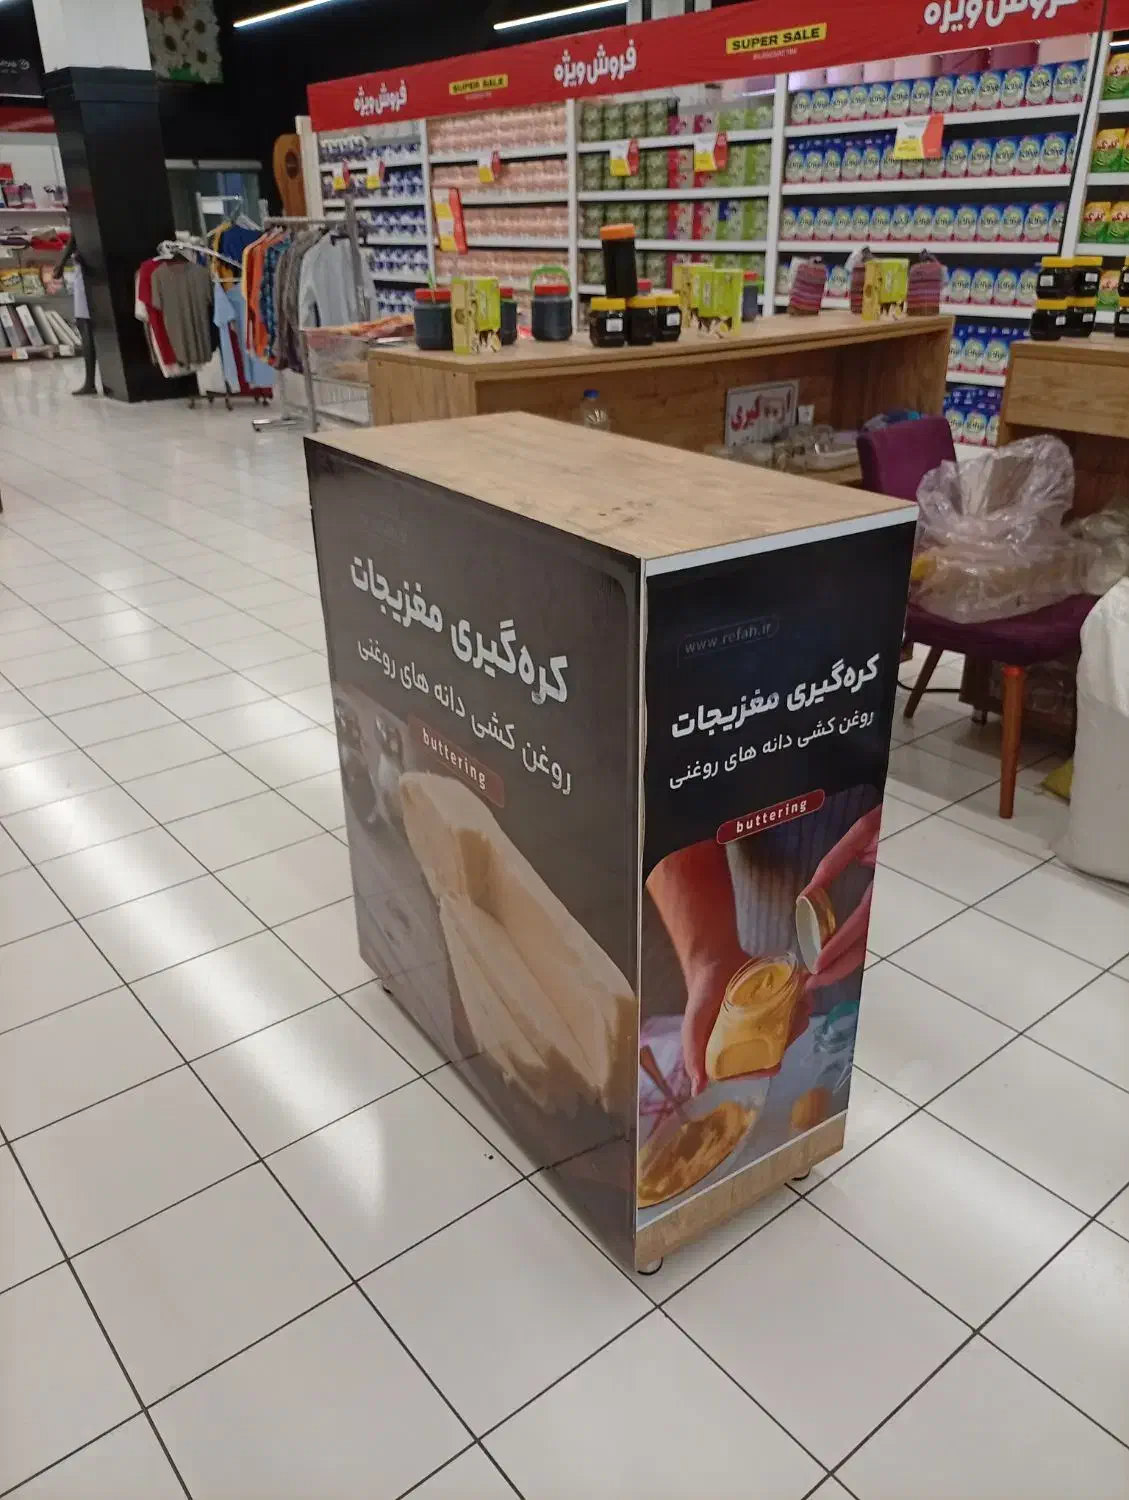 فروش ویژه
SUPER SALE
فروش ویژه
SUPER SALE
فروش ویژه
Active
کره‌گیری مغزیجات
روغن کشی دانه های روغنی
buttering
www.refah.ir
کره‌گیری مغزیجات
روغن کشی دانه های روغنی
buttering